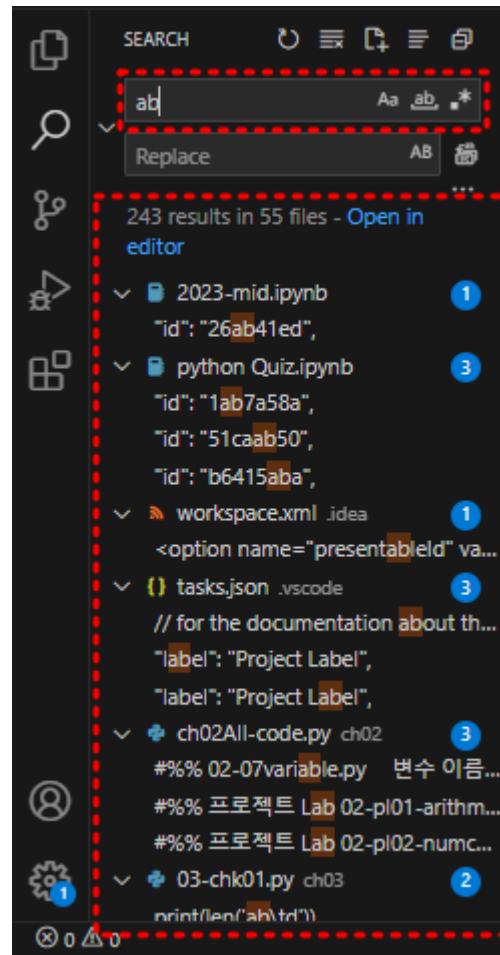 SEARCH
ab
Aa ab .*
Replace
AB
...
243 results in 55 files - Open in
editor
2023-mid.ipynb 1
"id": "26ab41ed",
python Quiz.ipynb 3
"id": "1ab7a58a",
"id": "51caab50",
"id": "b6415aba",
workspace.xml .idea 1
<option name="presentableId" va...
{} tasks.json .vscode 3
// for the documentation about th...
"label": "Project Label",
"label": "Project Label",
ch02All-code.py ch02 3
#%% 02-07variable.py 변수 이름...
#%% 프로젝트 Lab 02-pl01-arithm...
#%% 프로젝트 Lab 02-pl02-numc...
03-chk01.py ch03 2
print(len('ab\td'))
1
0 0